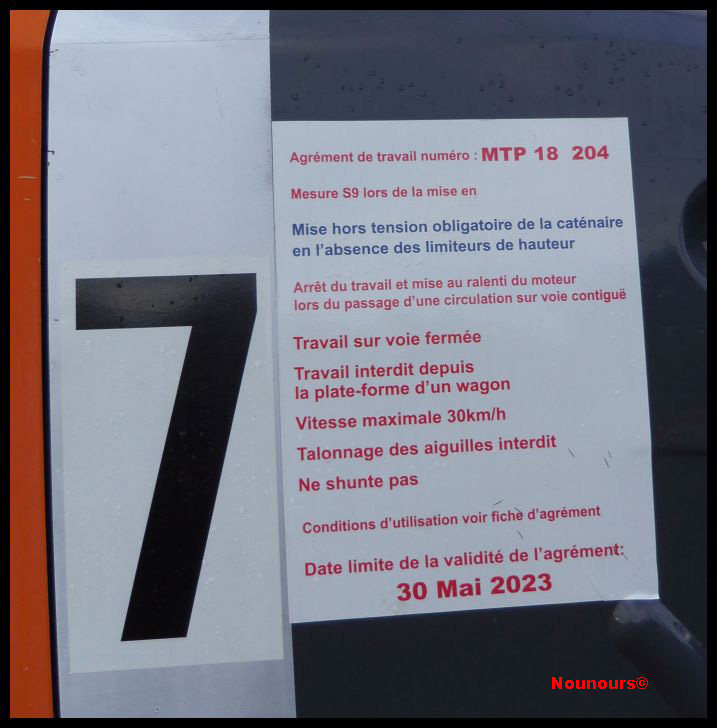 Agrément de travail numéro : MTP 18 204
Mesure S9 lors de la mise en
Mise hors tension obligatoire de la caténaire
en l'absence des limiteurs de hauteur
Arrêt du travail et mise au ralenti du moteur
lors du passage d'une circulation sur voie contiguë
Travail sur voie fermée
Travail interdit depuis
la plate-forme d'un wagon
Vitesse maximale 30km/h
Talonnage des aiguilles interdit
Ne shunte pas
Conditions d'utilisation voir fiche d'agrément
Date limite de la validité de l'agrément:
30 Mai 2023
7
Nounours©